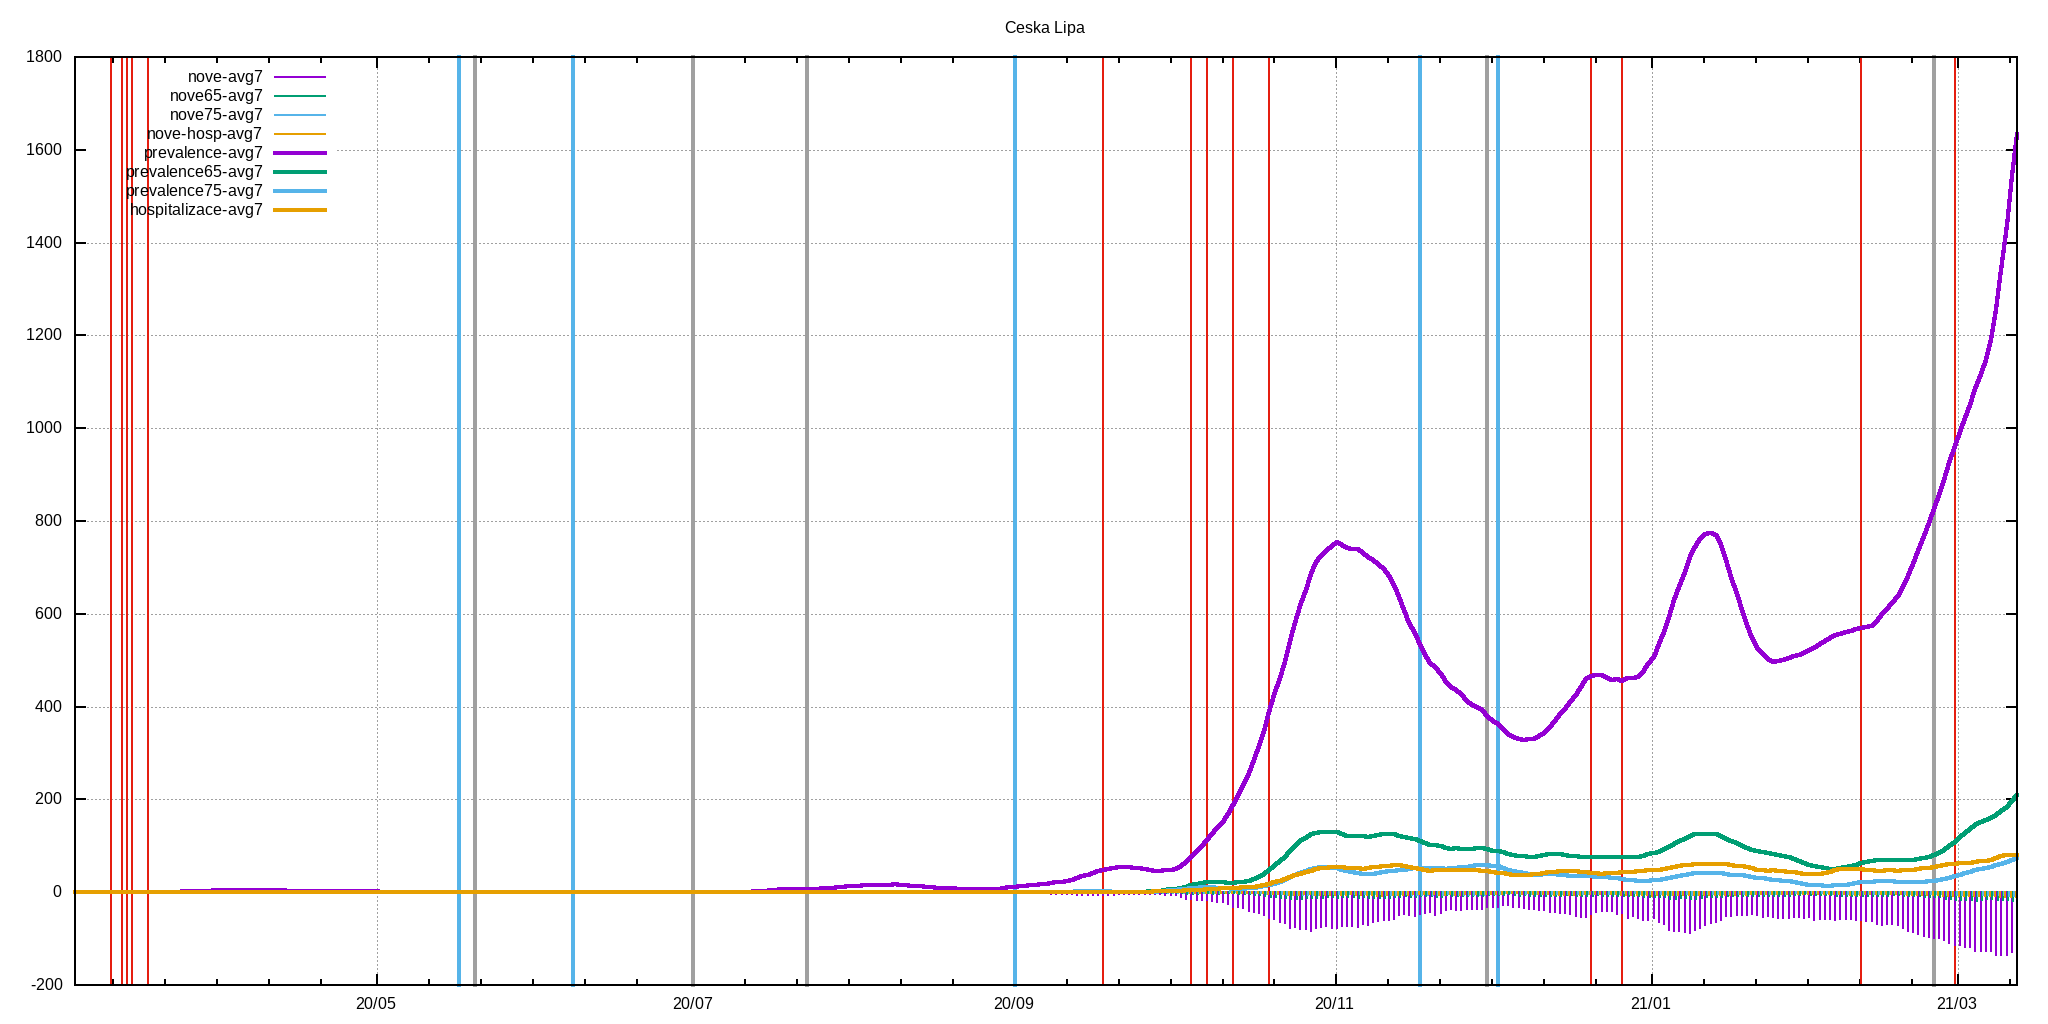 Ceska Lipa
1800
1600
1400
1200
1000
800
600
400
200
0
-200
nove-avg7
nove65-avg7
nove75-avg7
nove-hosp-avg7
prevalence-avg7
prevalence65-avg7
prevalence75-avg7
hospitalizace-avg7
20/05
20/07
20/09
20/11
21/01
21/03